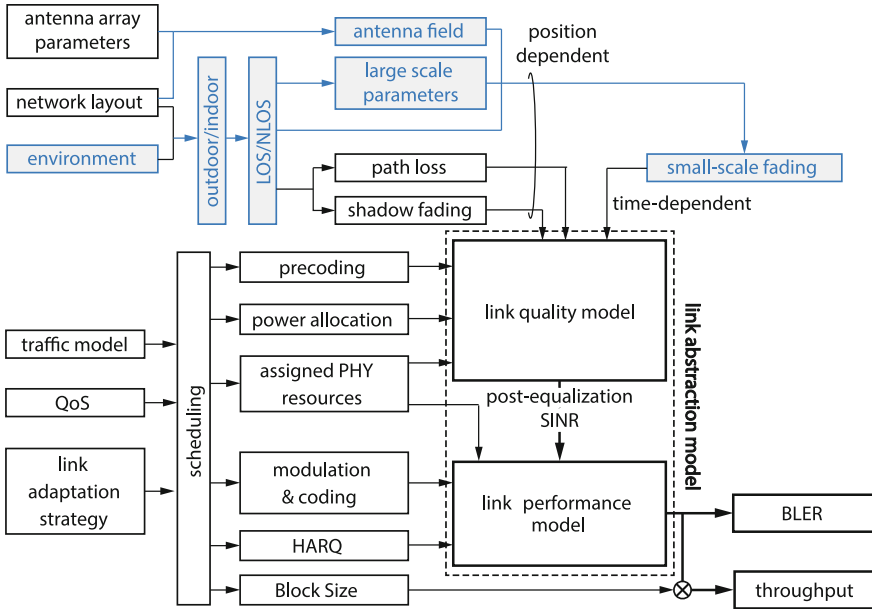 antenna array
parameters
antenna field
position
dependent
large scale
parameters
network layout
environment
outdoor/indoor
LOS/NLOS
path loss
shadow fading
small-scale fading
time-dependent
precoding
power allocation
assigned PHY
resources
traffic model
QoS
link
adaptation
strategy
scheduling
modulation
& coding
HARQ
Block Size
link quality model
post-equalization
SINR
link performance
model
link abstraction model
BLER
throughput